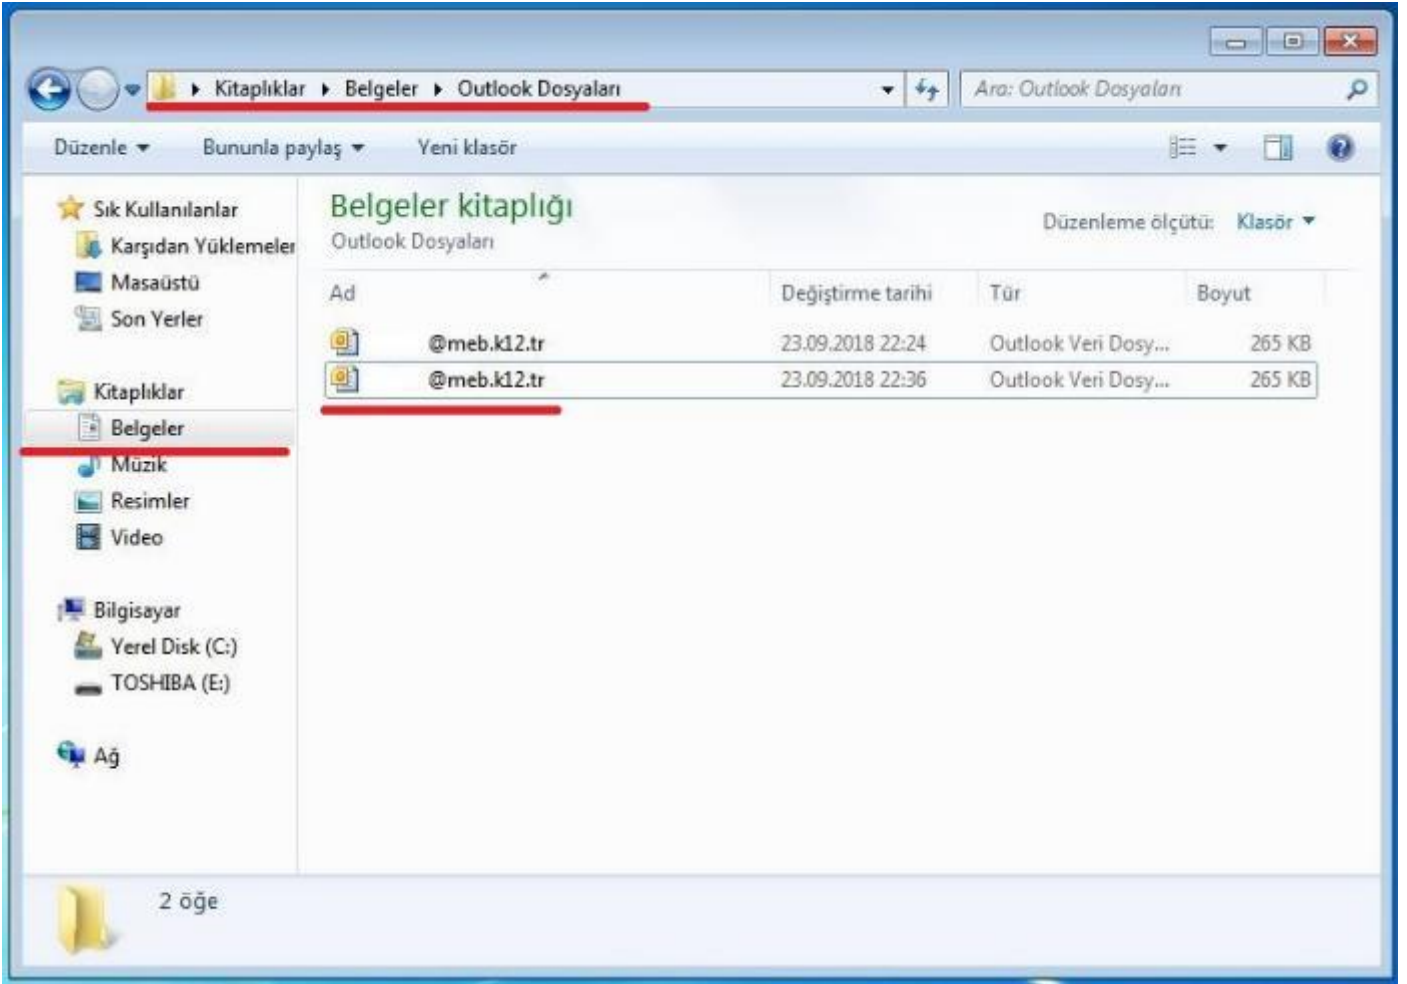 Kitaplıklar Belgeler Outlook Dosyaları
Ara: Outlook Dosyaları
Düzenle Bununla paylaş Yeni klasör
Sık Kullanılanlar
Karşıdan Yüklemeler
Masaüstü
Son Yerler
Kitaplıklar
Belgeler
Müzik
Resimler
Video
Bilgisayar
Yerel Disk (C:)
TOSHIBA (E:)
Ağ
Belgeler kitaplığı
Outlook Dosyaları
Düzenleme ölçütü: Klasör
Ad Değiştirme tarihi Tür Boyut
@meb.k12.tr 23.09.2018 22:24 Outlook Veri Dosy... 265 KB
@meb.k12.tr 23.09.2018 22:36 Outlook Veri Dosy... 265 KB
2 öğe